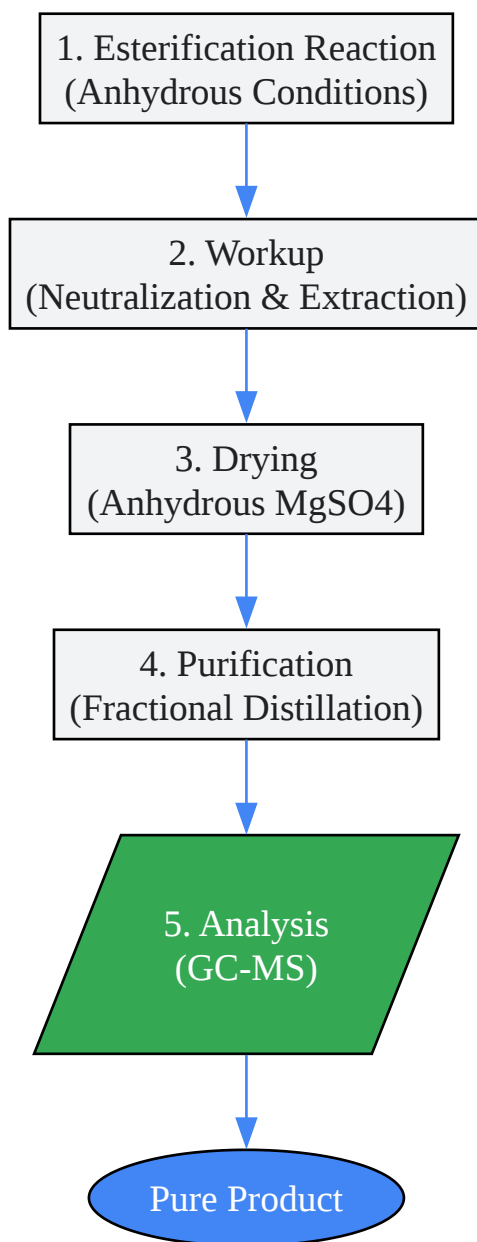 1. Esterification Reaction
(Anhydrous Conditions)
2. Workup
(Neutralization & Extraction)
3. Drying
(Anhydrous MgSO4)
4. Purification
(Fractional Distillation)
5. Analysis
(GC-MS)
Pure Product